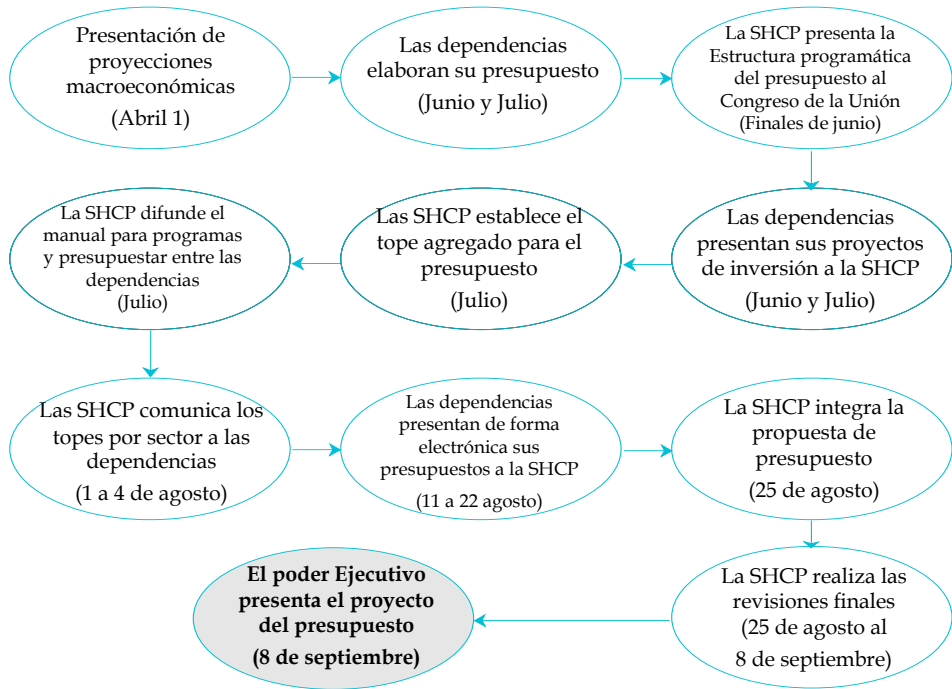 Presentación de
proyecciones
macroeconómicas
(Abril 1)
Las dependencias
elaboran su presupuesto
(Junio y Julio)
La SHCP presenta la
Estructura programática
del presupuesto al
Congreso de la Unión
(Finales de junio)
Las dependencias
presentan sus proyectos
de inversión a la SHCP
(Junio y Julio)
Las SHCP establece el
tope agregado para el
presupuesto
(Julio)
La SHCP difunde el
manual para programas
y presupuestar entre las
dependencias
(Julio)
Las SHCP comunica los
topes por sector a las
dependencias
(1 a 4 de agosto)
Las dependencias
presentan de forma
electrónica sus
presupuestos a la SHCP
(11 a 22 agosto)
La SHCP integra la
propuesta de
presupuesto
(25 de agosto)
La SHCP realiza las
revisiones finales
(25 de agosto al
8 de septiembre)
El poder Ejecutivo
presenta el proyecto
del presupuesto
(8 de septiembre)